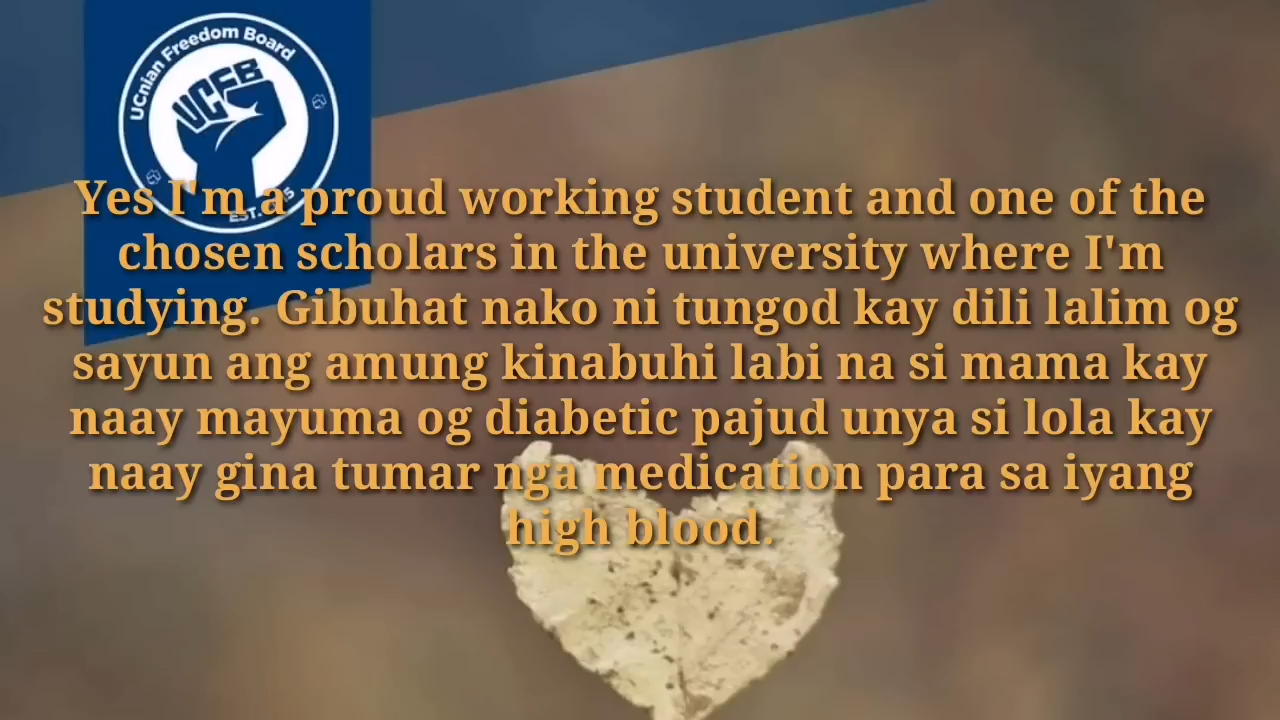 UCnian Freedom Board
UCFB
EST.
Yes I'm a proud working student and one of the
chosen scholars in the university where I'm
studying. Gibuhat nako ni tungod kay dili lalim og
sayun ang amung kinabuhi labi na si mama kay
naay mayuma og diabetic pajud unya si lola kay
naay gina tumar nga medication para sa iyang
high blood.